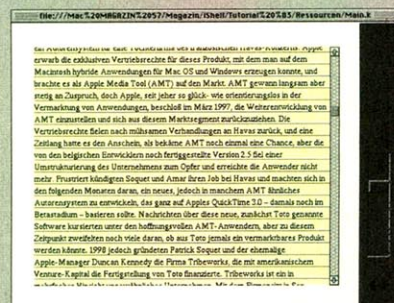 file:///Mac%20MAGAZIN%2057/Magazin/iShell/Tutorial%20%85/Ressourcen/Main.k
erwarb die exklusiven Vertriebsrechte für dieses Produkt, mit dem man auf dem
Macintosh hybride Anwendungen für Mac OS und Windows erzeugen konnte, und
brachte es als Apple Media Tool (AMT) auf den Markt. AMT gewann langsam aber
stetig an Zuspruch, doch Apple, seit jeher so glück- wie orientierungslos in der
Vermarktung von Anwendungen, beschloß im März 1997, die Weiterentwicklung von
AMT einzustellen und sich aus diesem Marktsegment zurückzuziehen. Die
Vertriebsrechte fielen nach mühsamen Verhandlungen an Havas zurück, und eine
Zeitlang hatte es den Anschein, als bekäme AMT noch einmal eine Chance, aber die
von den belgischen Entwicklern noch fertiggestellte Version 2.5 fiel einer
Umstrukturierung des Unternehmens zum Opfer und erreichte die Anwender nicht
mehr. Frustriert kündigten Soquet und Amar ihren Job bei Havas und machten sich in
den folgenden Monaten daran, ein neues, jedoch in manchem AMT ähnliches
Autorensystem zu entwickeln, das ganz auf Apples QuickTime 3.0 – damals noch im
Betastadium – basieren sollte. Nachrichten über diese neue, zunächst Toto genannte
Software kursierten unter den hoffnungsvollen AMT-Anwendern, aber zu diesem
Zeitpunkt zweifelten noch viele daran, ob aus Toto jemals ein vermarktbares Produkt
werden könnte. 1998 jedoch gründeten Patrick Soquet und der ehemalige
Apple-Manager Duncan Kennedy die Firma Tribeworks, die mit amerikanischem
Venture-Kapital die Fertigstellung von Toto finanzierte. Tribeworks ist ein in